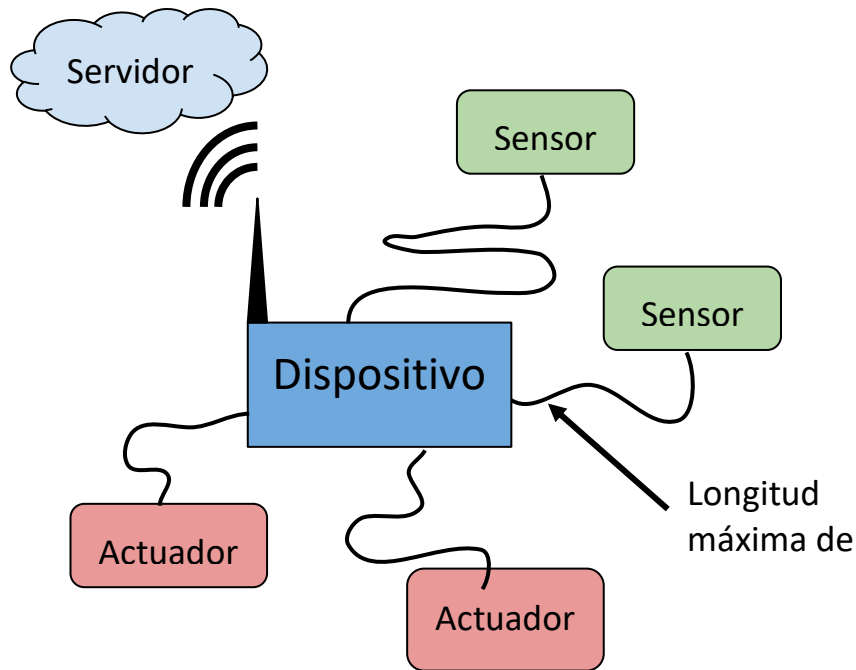 Servidor
Sensor
Sensor
Dispositivo
Longitud
máxima de
Actuador
Actuador